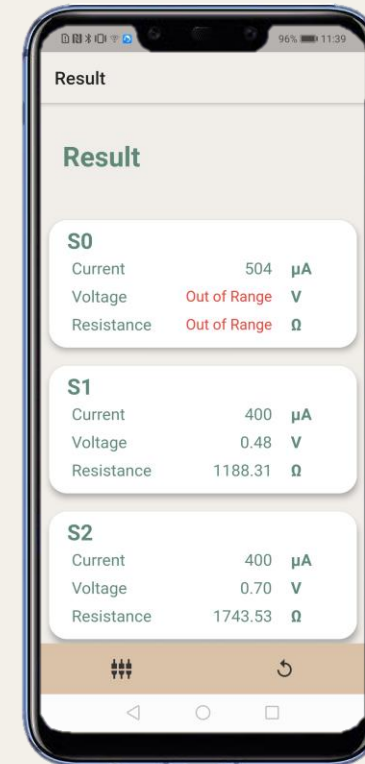 96% 11:39
Result
Result
S0
Current 504 µA
Voltage Out of Range V
Resistance Out of Range Ω
S1
Current 400 µA
Voltage 0.48 V
Resistance 1188.31 Ω
S2
Current 400 µA
Voltage 0.70 V
Resistance 1743.53 Ω